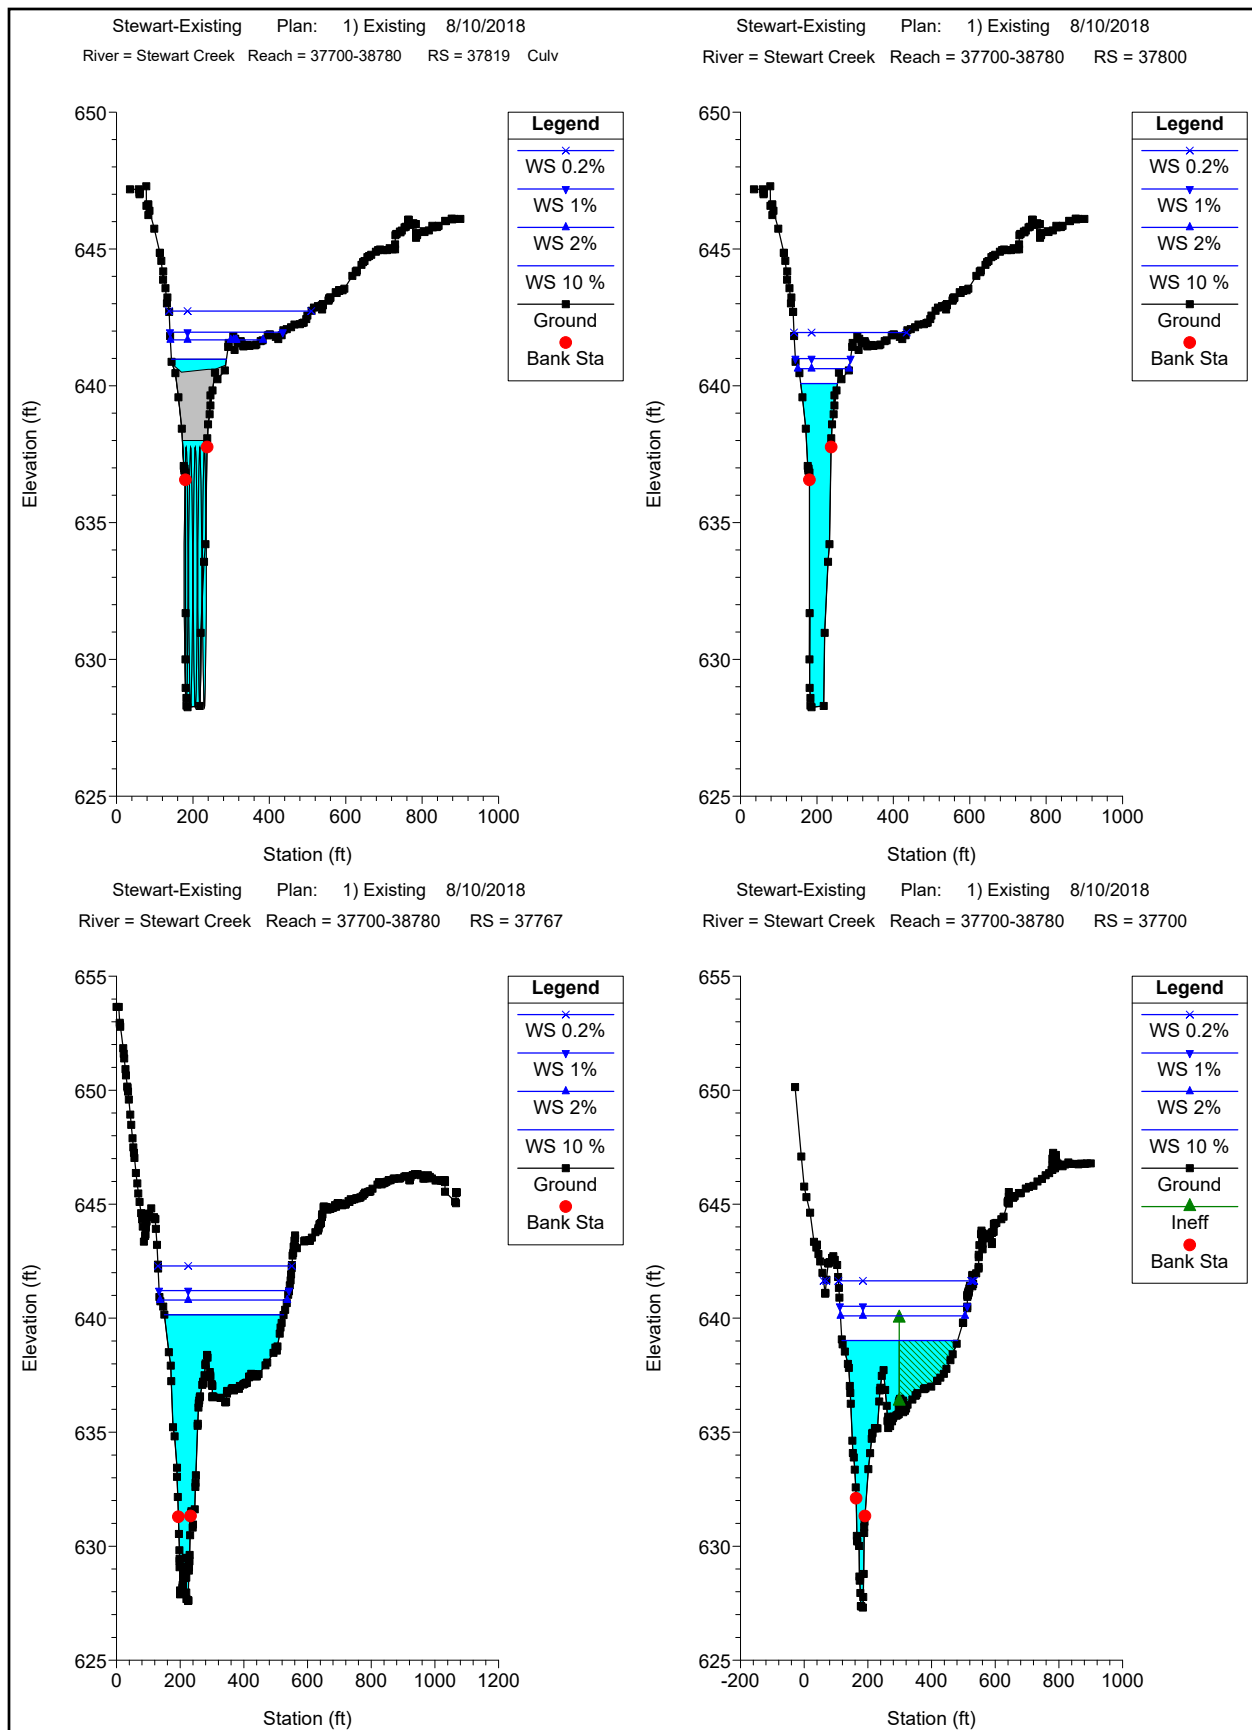 Stewart-Existing Plan: 1) Existing 8/10/2018
River = Stewart Creek Reach = 37700-38780 RS = 37819 Culv
650
645
640
635
630
625
Elevation (ft)
0 200 400 600 800 1000
Station (ft)
Legend
WS 0.2%
WS 1%
WS 2%
WS 10 %
Ground
Bank Sta
Stewart-Existing Plan: 1) Existing 8/10/2018
River = Stewart Creek Reach = 37700-38780 RS = 37800
650
645
640
635
630
625
Elevation (ft)
0 200 400 600 800 1000
Station (ft)
Legend
WS 0.2%
WS 1%
WS 2%
WS 10 %
Ground
Bank Sta
Stewart-Existing Plan: 1) Existing 8/10/2018
River = Stewart Creek Reach = 37700-38780 RS = 37767
655
650
645
640
635
630
625
Elevation (ft)
0 200 400 600 800 1000 1200
Station (ft)
Legend
WS 0.2%
WS 1%
WS 2%
WS 10 %
Ground
Bank Sta
Stewart-Existing Plan: 1) Existing 8/10/2018
River = Stewart Creek Reach = 37700-38780 RS = 37700
655
650
645
640
635
630
625
Elevation (ft)
-200 0 200 400 600 800 1000
Station (ft)
Legend
WS 0.2%
WS 1%
WS 2%
WS 10 %
Ground
Ineff
Bank Sta